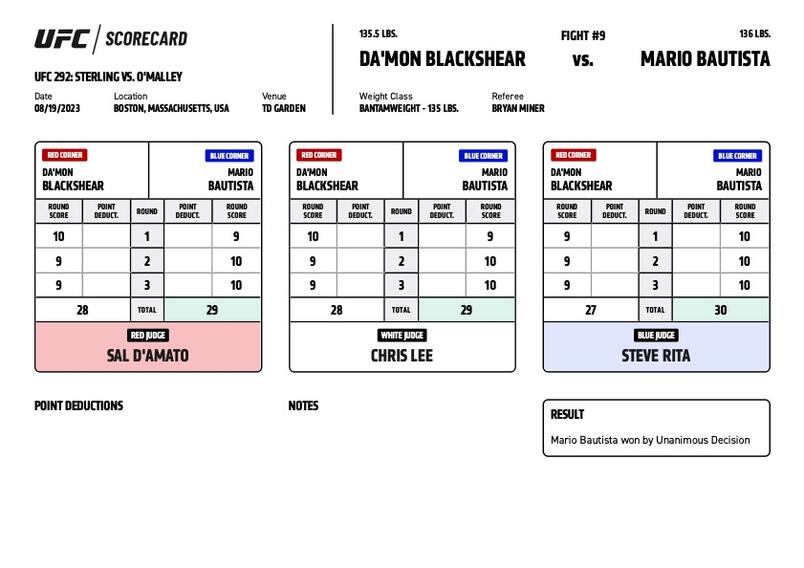 UFC / SCORECARD
UFC 292: STERLING VS. O'MALLEY
Date Location Venue
08/19/2023 BOSTON, MASSACHUSETTS, USA TD GARDEN
135.5 LBS. FIGHT #9 136 LBS.
DA'MON BLACKSHEAR vs. MARIO BAUTISTA
Weight Class Referee
BANTAMWEIGHT - 135 LBS. BRYAN MINER
RED CORNER BLUE CORNER
DA'MON MARIO
BLACKSHEAR BAUTISTA
ROUND POINT ROUND POINT ROUND
SCORE DEDUCT. DEDUCT. SCORE
10 1 9
9 2 10
9 3 10
28 TOTAL 29
RED JUDGE
SAL D'AMATO
RED CORNER BLUE CORNER
DA'MON MARIO
BLACKSHEAR BAUTISTA
ROUND POINT ROUND POINT ROUND
SCORE DEDUCT. DEDUCT. SCORE
10 1 9
9 2 10
9 3 10
28 TOTAL 29
WHITE JUDGE
CHRIS LEE
RED CORNER BLUE CORNER
DA'MON MARIO
BLACKSHEAR BAUTISTA
ROUND POINT ROUND POINT ROUND
SCORE DEDUCT. DEDUCT. SCORE
9 1 10
9 2 10
9 3 10
27 TOTAL 30
BLUE JUDGE
STEVE RITA
POINT DEDUCTIONS
NOTES
RESULT
Mario Bautista won by Unanimous Decision